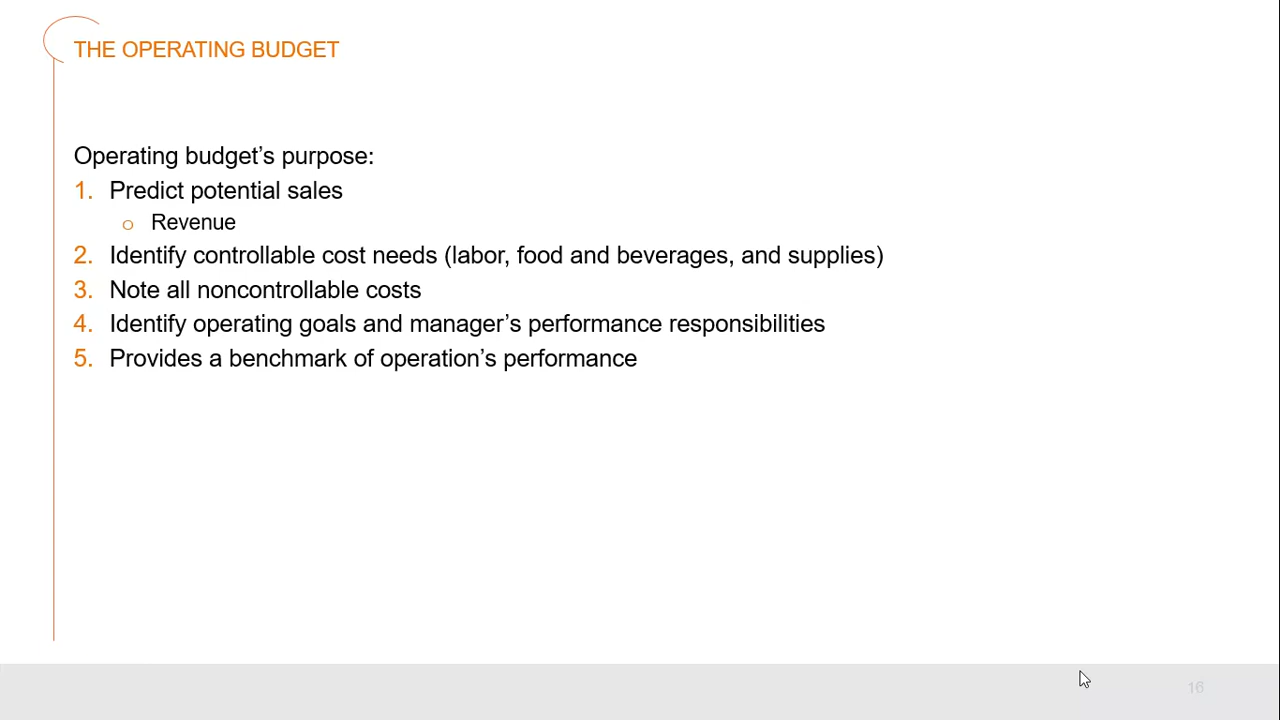 THE OPERATING BUDGET
Operating budget’s purpose:
1. Predict potential sales
o Revenue
2. Identify controllable cost needs (labor, food and beverages, and supplies)
3. Note all noncontrollable costs
4. Identify operating goals and manager’s performance responsibilities
5. Provides a benchmark of operation’s performance
16